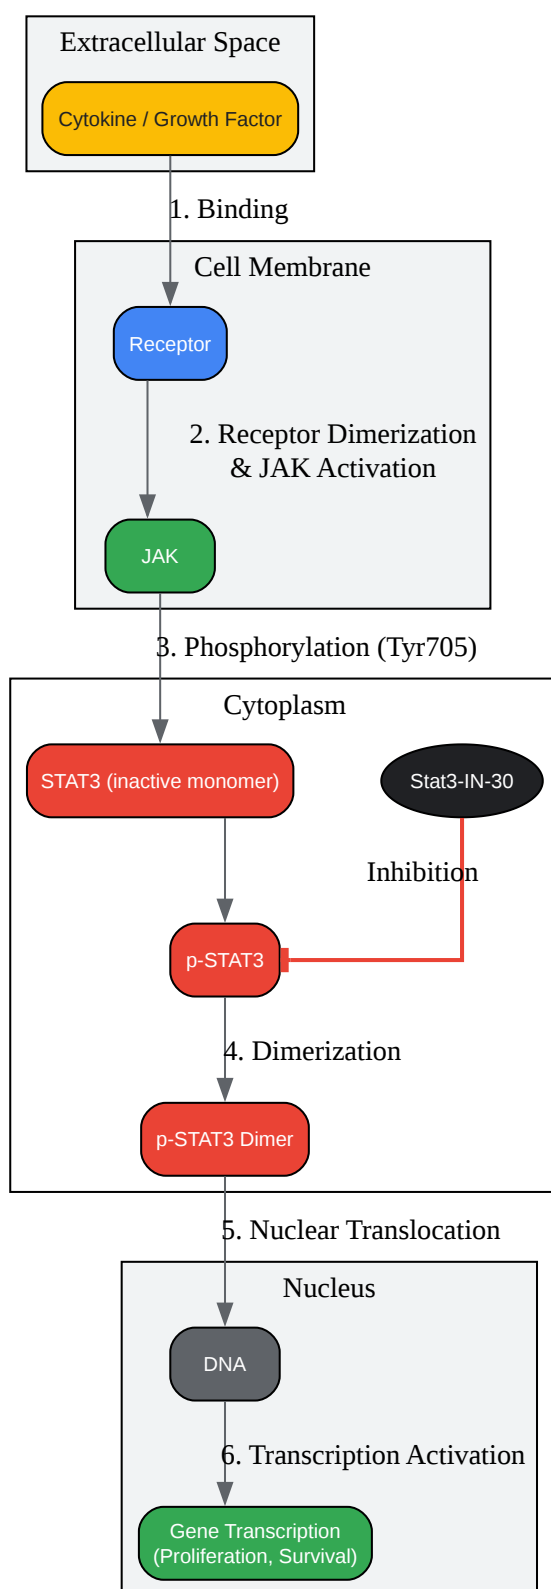 Extracellular Space
Cytokine / Growth Factor
1. Binding
Cell Membrane
Receptor
2. Receptor Dimerization
& JAK Activation
JAK
3. Phosphorylation (Tyr705)
Cytoplasm
STAT3 (inactive monomer)
Stat3-IN-30
Inhibition
p-STAT3
4. Dimerization
p-STAT3 Dimer
5. Nuclear Translocation
Nucleus
DNA
6. Transcription Activation
Gene Transcription
(Proliferation, Survival)